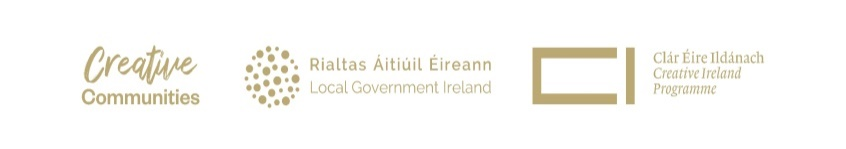 Creative
Communities
Rialtas Áitiúil Éireann
Local Government Ireland
Clár Éire Ildánach
Creative Ireland
Programme